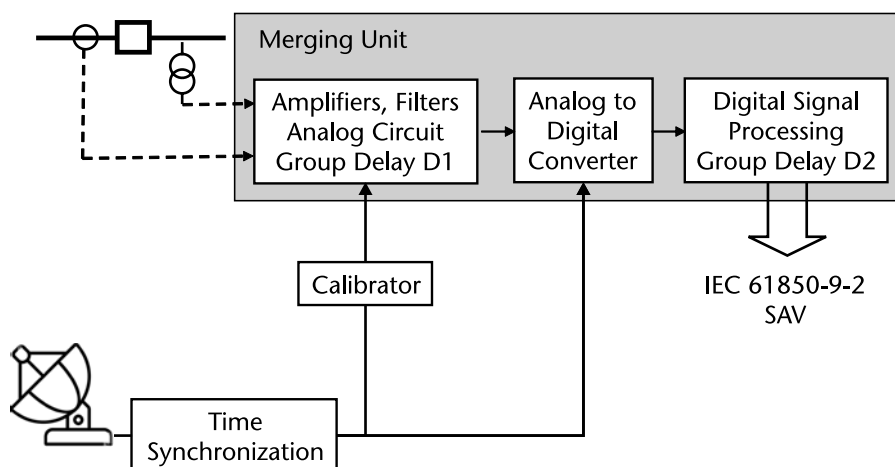 Merging Unit
Amplifiers, Filters
Analog Circuit
Group Delay D1
Analog to
Digital
Converter
Digital Signal
Processing
Group Delay D2
Calibrator
IEC 61850-9-2
SAV
Time
Synchronization